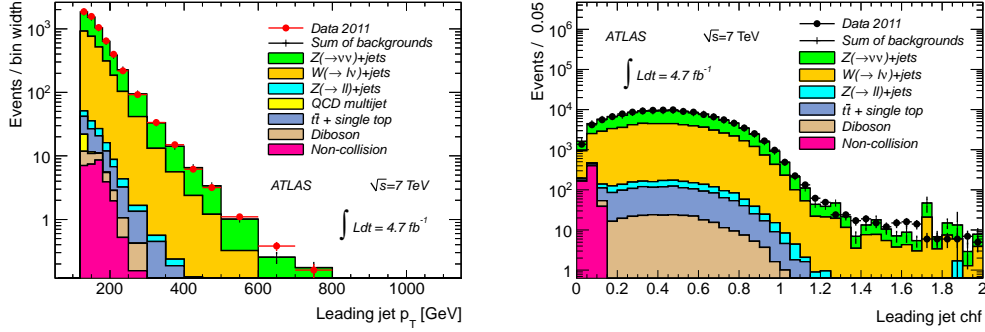 Events / bin width
10³
10²
10
1
Data 2011
Sum of backgrounds
Z(→νν)+jets
W(→ lν)+jets
Z(→ ll)+jets
QCD multijet
tt̄ + single top
Diboson
Non-collision
ATLAS √s=7 TeV
∫ Ldt = 4.7 fb⁻¹
200 400 600 800 1000
Leading jet p_T [GeV]
Events / 0.05
10⁷
10⁶
10⁵
10⁴
10³
10²
10
1
ATLAS √s=7 TeV
∫ Ldt = 4.7 fb⁻¹
Data 2011
Sum of backgrounds
Z(→νν)+jets
W(→ lν)+jets
Z(→ ll)+jets
tt̄ + single top
Diboson
Non-collision
0 0.2 0.4 0.6 0.8 1 1.2 1.4 1.6 1.8 2
Leading jet chf